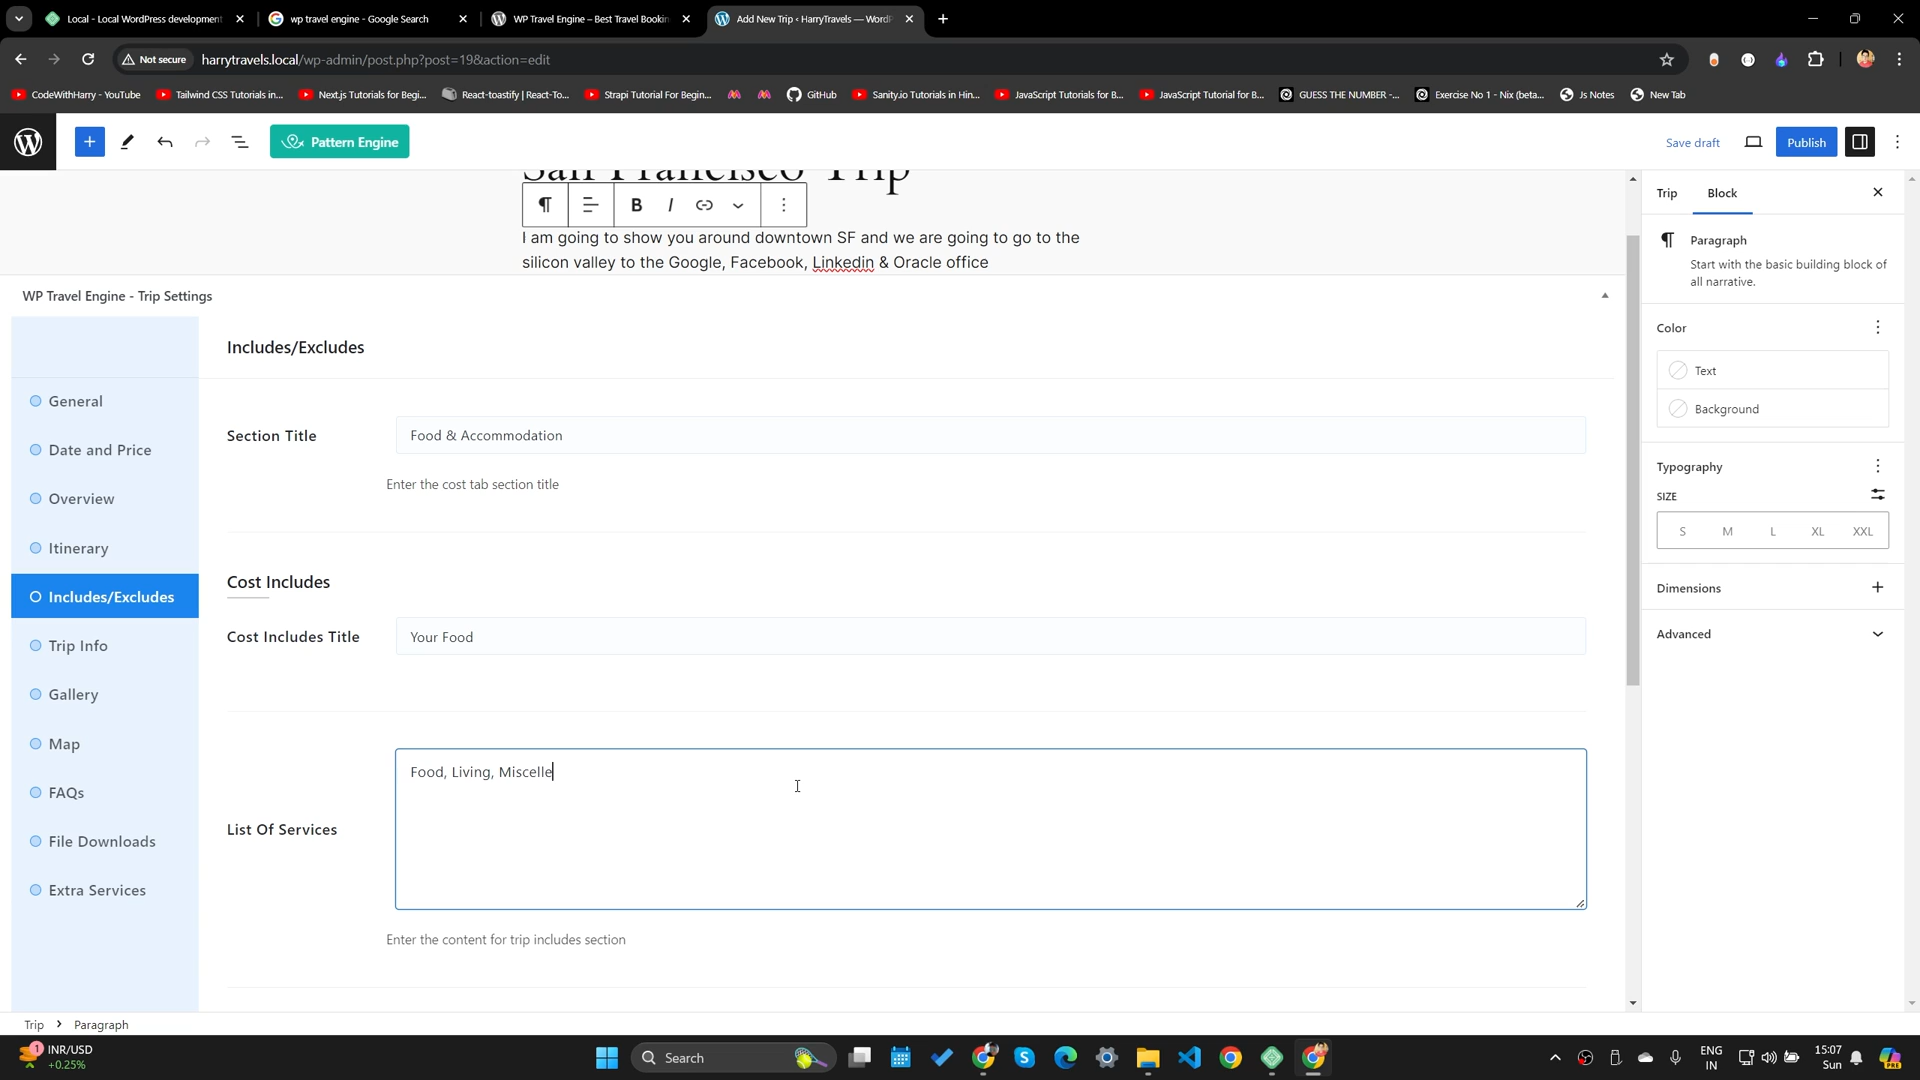 Local - Local WordPress development
wp travel engine - Google Search
WP Travel Engine – Best Travel Bookin
Add New Trip ‹ HarryTravels — WordP
Not secure
harrytravels.local/wp-admin/post.php?post=19&action=edit
CodeWithHarry - YouTube
Tailwind CSS Tutorials in...
Next.js Tutorials for Begi...
React-toastify | React-To...
Strapi Tutorial For Begin...
GitHub
Sanity.io Tutorials in Hin...
JavaScript Tutorials for B...
JavaScript Tutorial for B...
GUESS THE NUMBER -...
Exercise No 1 - Nix (beta...
Js Notes
New Tab
Pattern Engine
Save draft
Publish
San Francisco Trip
B I
I am going to show you around downtown SF and we are going to go to the
silicon valley to the Google, Facebook, Linkedin & Oracle office
WP Travel Engine - Trip Settings
General
Date and Price
Overview
Itinerary
Includes/Excludes
Trip Info
Gallery
Map
FAQs
File Downloads
Extra Services
Includes/Excludes
Section Title
Food & Accommodation
Enter the cost tab section title
Cost Includes
Cost Includes Title
Your Food
List Of Services
Food, Living, Miscelle
Enter the content for trip includes section
Trip
Block
Paragraph
Start with the basic building block of
all narrative.
Color
Text
Background
Typography
SIZE
S M L XL XXL
Dimensions
Advanced
Trip > Paragraph
1
INR/USD
+0.25%
Search
ENG
IN
15:07
Sun
PRE